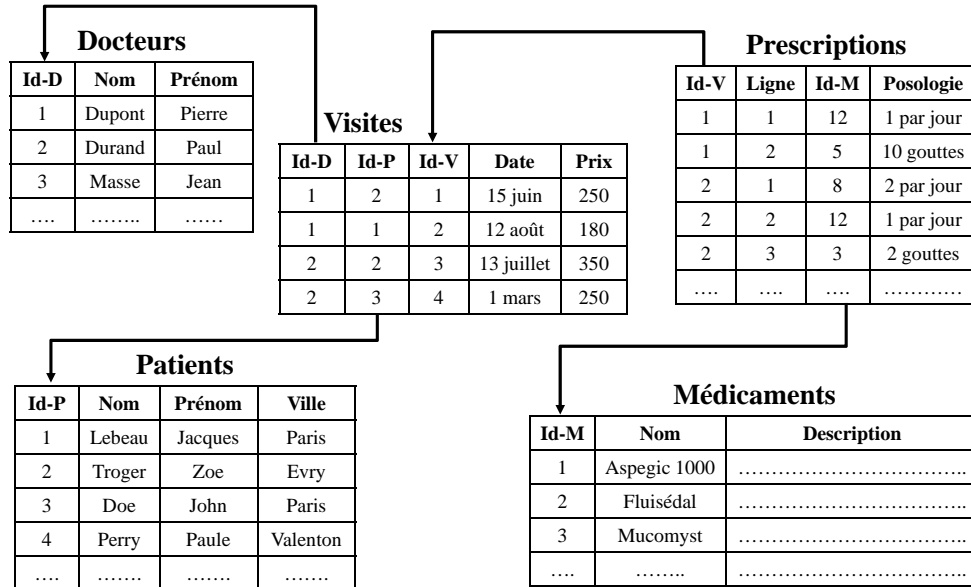 Docteurs
Id-D Nom Prénom
1 Dupont Pierre
2 Durand Paul
3 Masse Jean
…. …….. ……
Visites
Id-D Id-P Id-V Date Prix
1 2 1 15 juin 250
1 1 2 12 août 180
2 2 3 13 juillet 350
2 3 4 1 mars 250
Prescriptions
Id-V Ligne Id-M Posologie
1 1 12 1 par jour
1 2 5 10 gouttes
2 1 8 2 par jour
2 2 12 1 par jour
2 3 3 2 gouttes
…. …. …. …………
Patients
Id-P Nom Prénom Ville
1 Lebeau Jacques Paris
2 Troger Zoe Evry
3 Doe John Paris
4 Perry Paule Valenton
…. ……. ……. …….
Médicaments
Id-M Nom Description
1 Aspegic 1000 ……………………………..
2 Fluisédal ……………………………..
3 Mucomyst ……………………………..
…. …….. ……………………………..